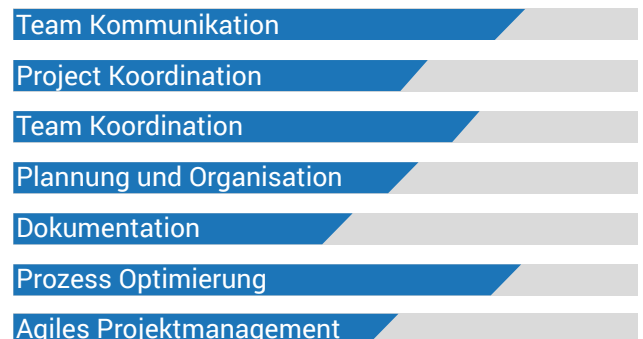 Team Kommunikation
Project Koordination
Team Koordination
Plannung und Organisation
Dokumentation
Prozess Optimierung
Agiles Projektmanagement